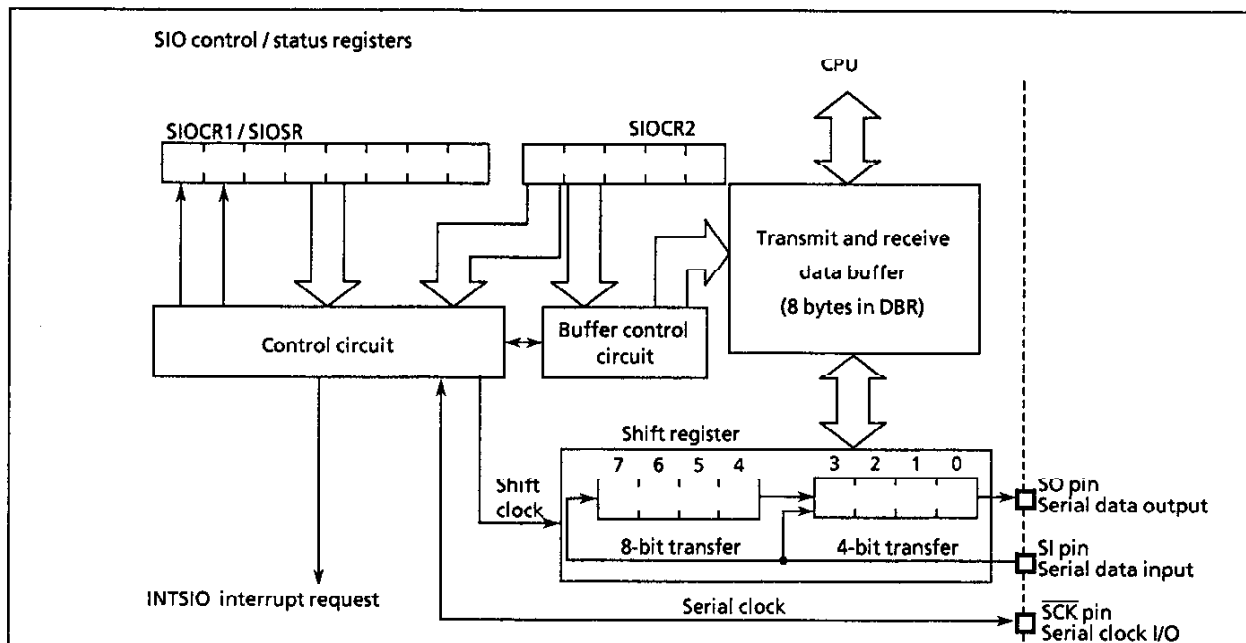 SIO control / status registers
CPU
SIOCR1 / SIOSR
SIOCR2
Transmit and receive
data buffer
(8 bytes in DBR)
Control circuit
Buffer control
circuit
Shift register
7 6 5 4 3 2 1 0
Shift
clock
8-bit transfer
4-bit transfer
SO pin
Serial data output
SI pin
Serial data input
INTSIO interrupt request
Serial clock
SCK pin
Serial clock I/O